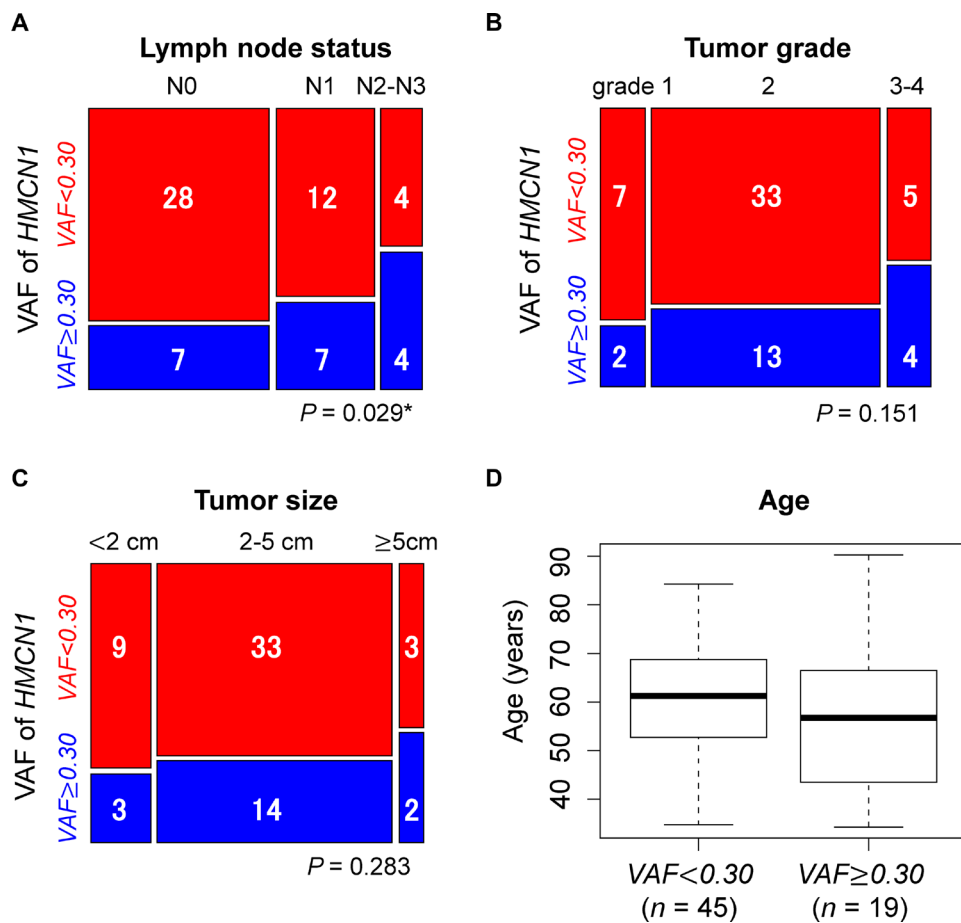 A
Lymph node status
N0 N1 N2-N3
VAF of HMCN1
VAF<0.30
VAF≥0.30
28 12 4
7 7 4
P = 0.029*
B
Tumor grade
grade 1 2 3-4
VAF of HMCN1
VAF<0.30
VAF≥0.30
7 33 5
2 13 4
P = 0.151
C
Tumor size
<2 cm 2-5 cm ≥5cm
VAF of HMCN1
VAF<0.30
VAF≥0.30
9 33 3
3 14 2
P = 0.283
D
Age
Age (years)
90
80
70
60
50
40
VAF<0.30 VAF≥0.30
(n = 45) (n = 19)